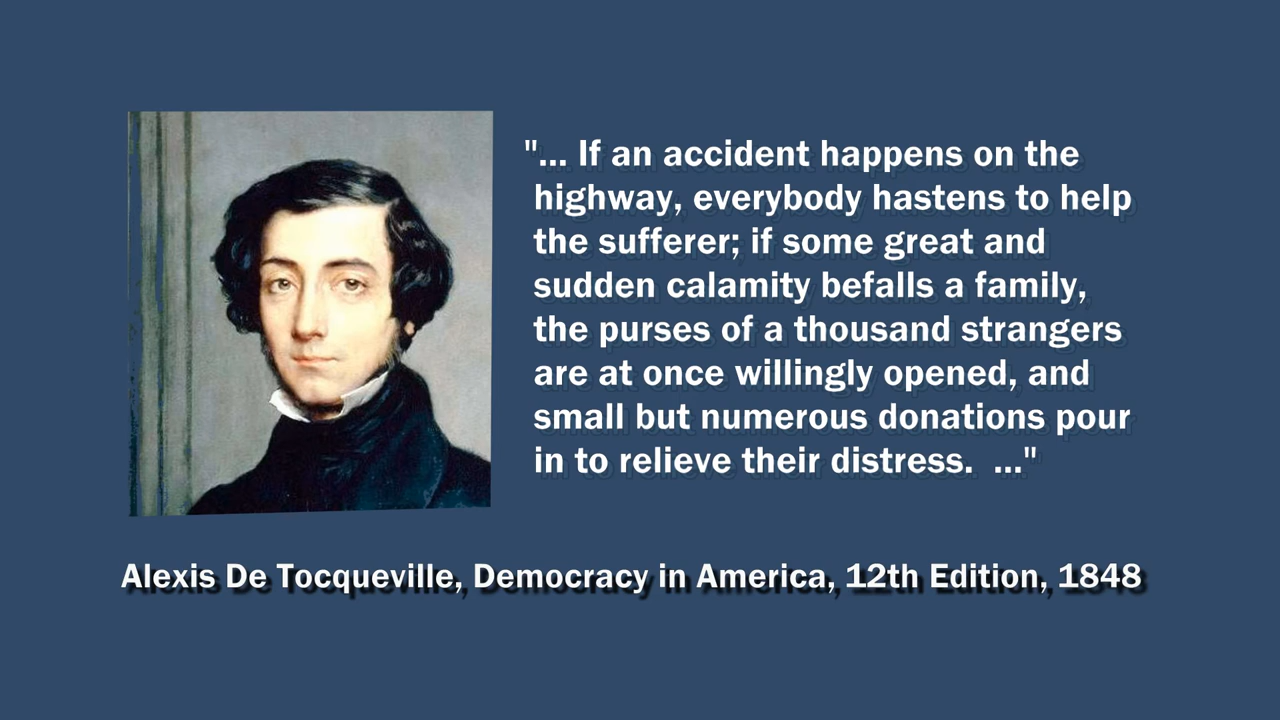 "... If an accident happens on the
highway, everybody hastens to help
the sufferer; if some great and
sudden calamity befalls a family,
the purses of a thousand strangers
are at once willingly opened, and
small but numerous donations pour
in to relieve their distress.  ..."
Alexis De Tocqueville, Democracy in America, 12th Edition, 1848